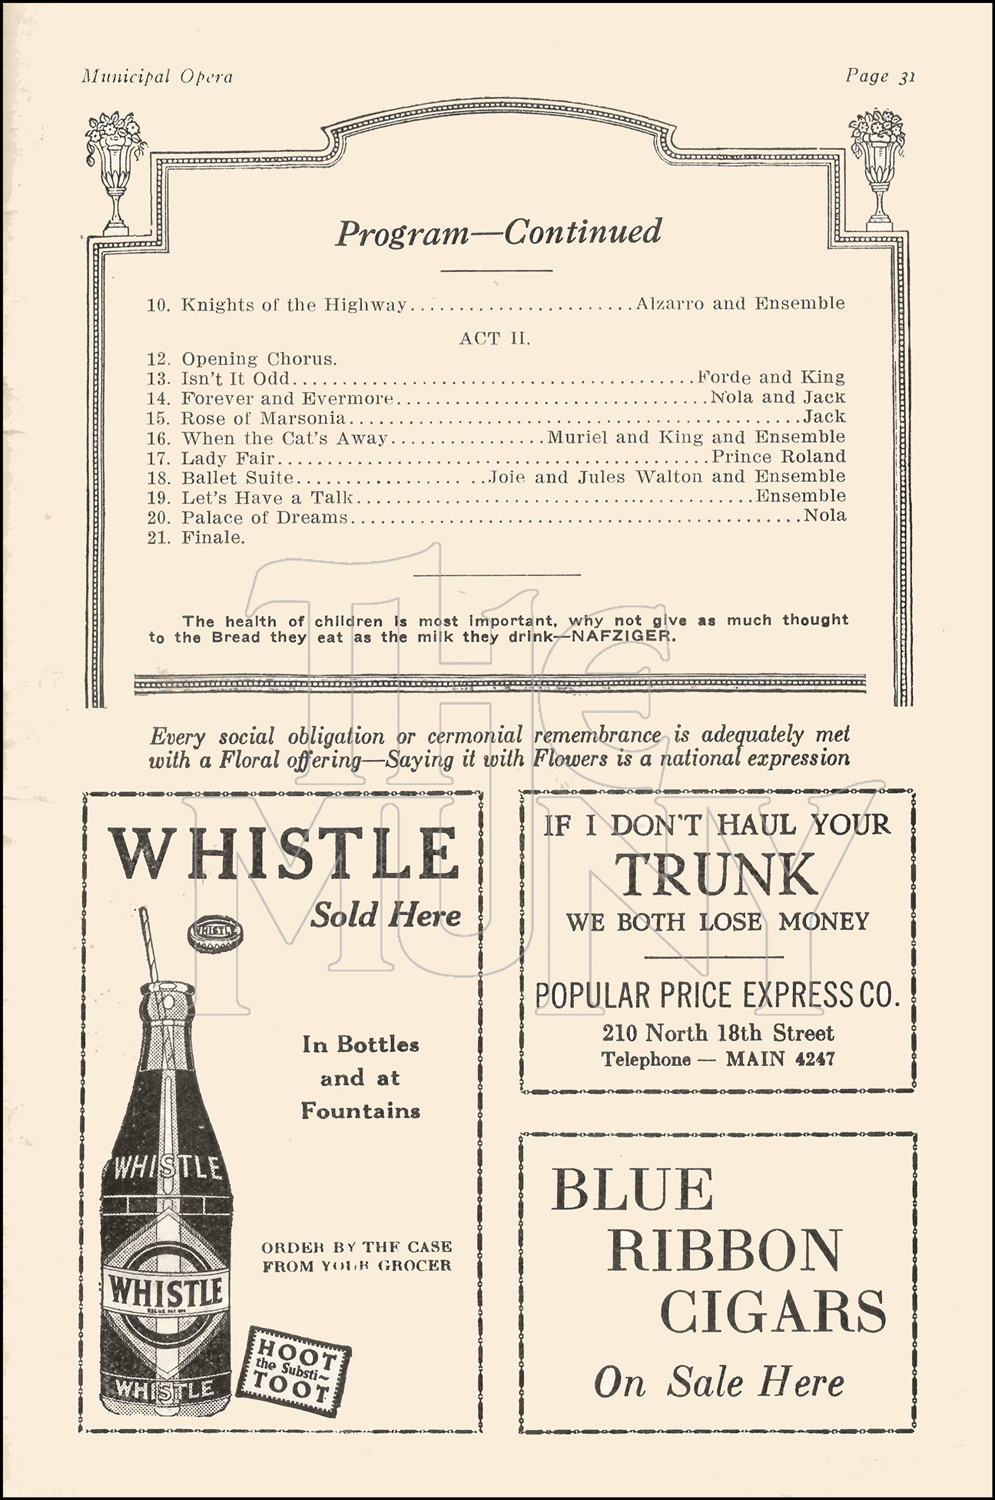 Municipal Opera Page 31
Program—Continued
10. Knights of the Highway.......................Alzarro and Ensemble
ACT II.
12. Opening Chorus.
13. Isn't It Odd.........................................Forde and King
14. Forever and Evermore................................Nola and Jack
15. Rose of Marsonia...............................................Jack
16. When the Cat's Away................Muriel and King and Ensemble
17. Lady Fair............................................Prince Roland
18. Ballet Suite................. ..Joie and Jules Walton and Ensemble
19. Let's Have a Talk.........................................Ensemble
20. Palace of Dreams...............................................Nola
21. Finale.
The health of children is most important, why not give as much thought
to the Bread they eat as the milk they drink—NAFZIGER.
Every social obligation or cermonial remembrance is adequately met
with a Floral offering—Saying it with Flowers is a national expression
The
MUNY
WHISTLE
Sold Here
WHISTLE
In Bottles
and at
Fountains
WHISTLE
ORDER BY THE CASE
FROM YOUR GROCER
WHISTLE
REG. U.S. PAT. OFF.
WHISTLE
HOOT
the Substi-
TOOT
IF I DON'T HAUL YOUR
TRUNK
WE BOTH LOSE MONEY
POPULAR PRICE EXPRESS CO.
210 North 18th Street
Telephone — MAIN 4247
BLUE
RIBBON
CIGARS
On Sale Here